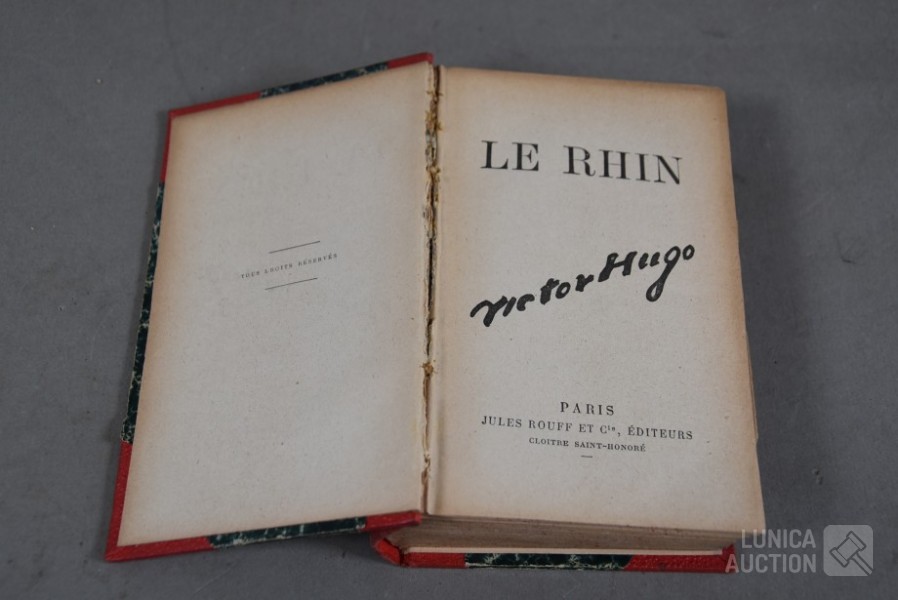 TOUS DROITS RÉSERVÉS
LE RHIN
Victor Hugo
PARIS
JULES ROUFF ET Cie, ÉDITEURS
CLOITRE SAINT-HONORÉ
LUNICA
AUCTION